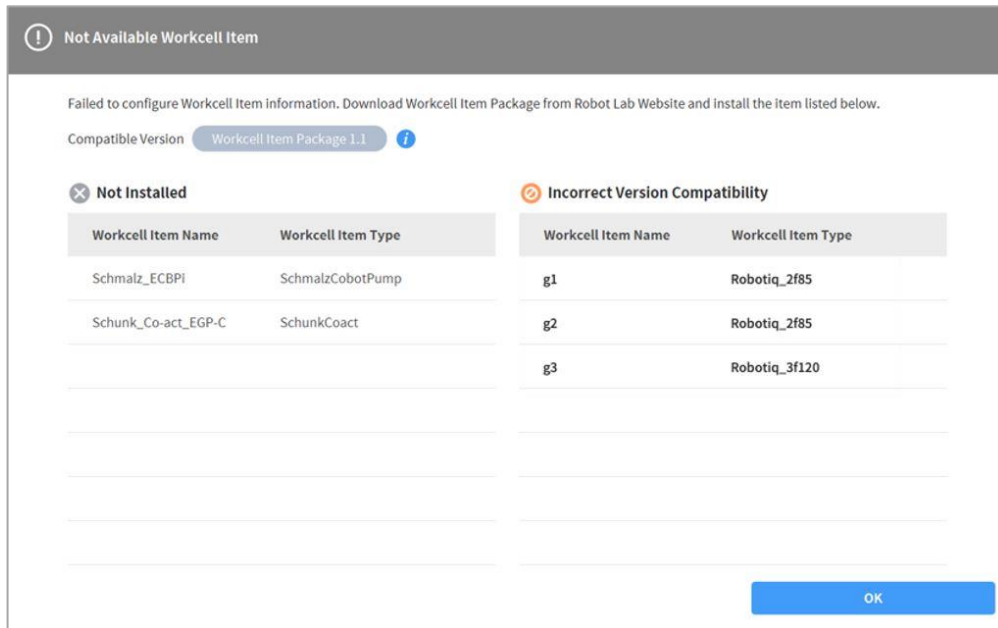 Not Available Workcell Item
Failed to configure Workcell Item information. Download Workcell Item Package from Robot Lab Website and install the item listed below.
Compatible Version Workcell Item Package 1.1 i
Not Installed
Workcell Item Name Workcell Item Type
Schmalz_ECBPi SchmalzCobotPump
Schunk_Co-act_EGP-C SchunkCoact
Incorrect Version Compatibility
Workcell Item Name Workcell Item Type
g1 Robotiq_2f85
g2 Robotiq_2f85
g3 Robotiq_3f120
OK